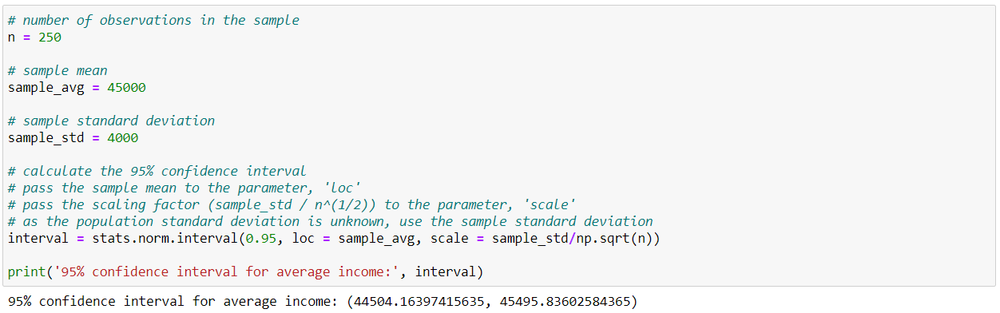 # number of observations in the sample
n = 250
# sample mean
sample_avg = 45000
# sample standard deviation
sample_std = 4000
# calculate the 95% confidence interval
# pass the sample mean to the parameter, 'loc'
# pass the scaling factor (sample_std / n^(1/2)) to the parameter, 'scale'
# as the population standard deviation is unknown, use the sample standard deviation
interval = stats.norm.interval(0.95, loc = sample_avg, scale = sample_std/np.sqrt(n))
print('95% confidence interval for average income:', interval)
95% confidence interval for average income: (44504.16397415635, 45495.83602584365)